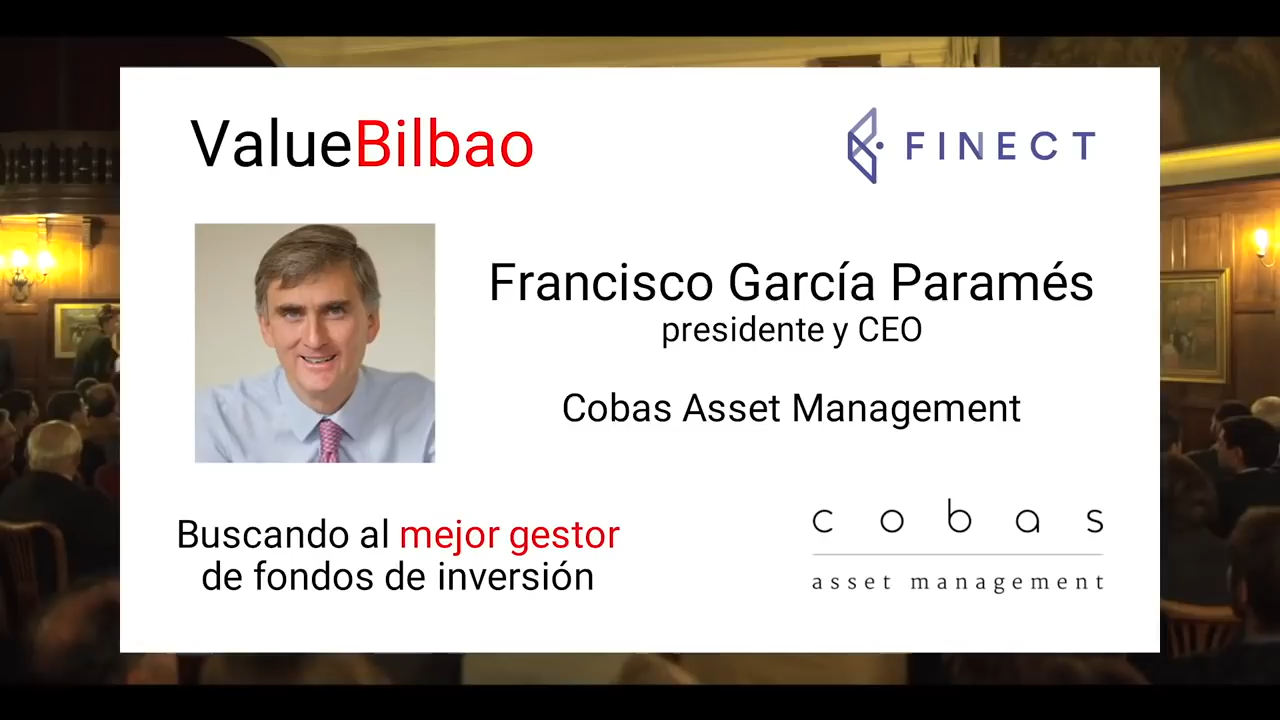 ValueBilbao
FINECT
Francisco García Paramés
presidente y CEO
Cobas Asset Management
Buscando al mejor gestor
de fondos de inversión
cobas
asset management